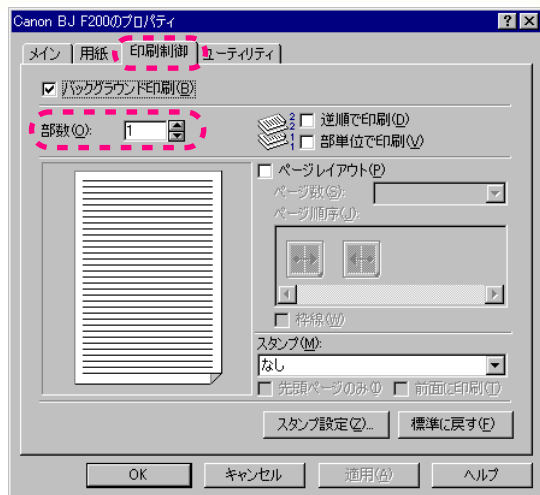 Canon BJ F200のプロパティ
メイン 用紙 印刷制御 ユーティリティ
バックグラウンド印刷(B)
部数(O): 1
2 2 1 1
逆順で印刷(D)
部単位で印刷(V)
ページレイアウト(P)
ページ数(S):
ページ順序(J):
枠線(W)
スタンプ(M):
なし
先頭ページのみ(I) 前面に印刷(T)
スタンプ設定(Z)... 標準に戻す(F)
OK キャンセル 適用(A) ヘルプ